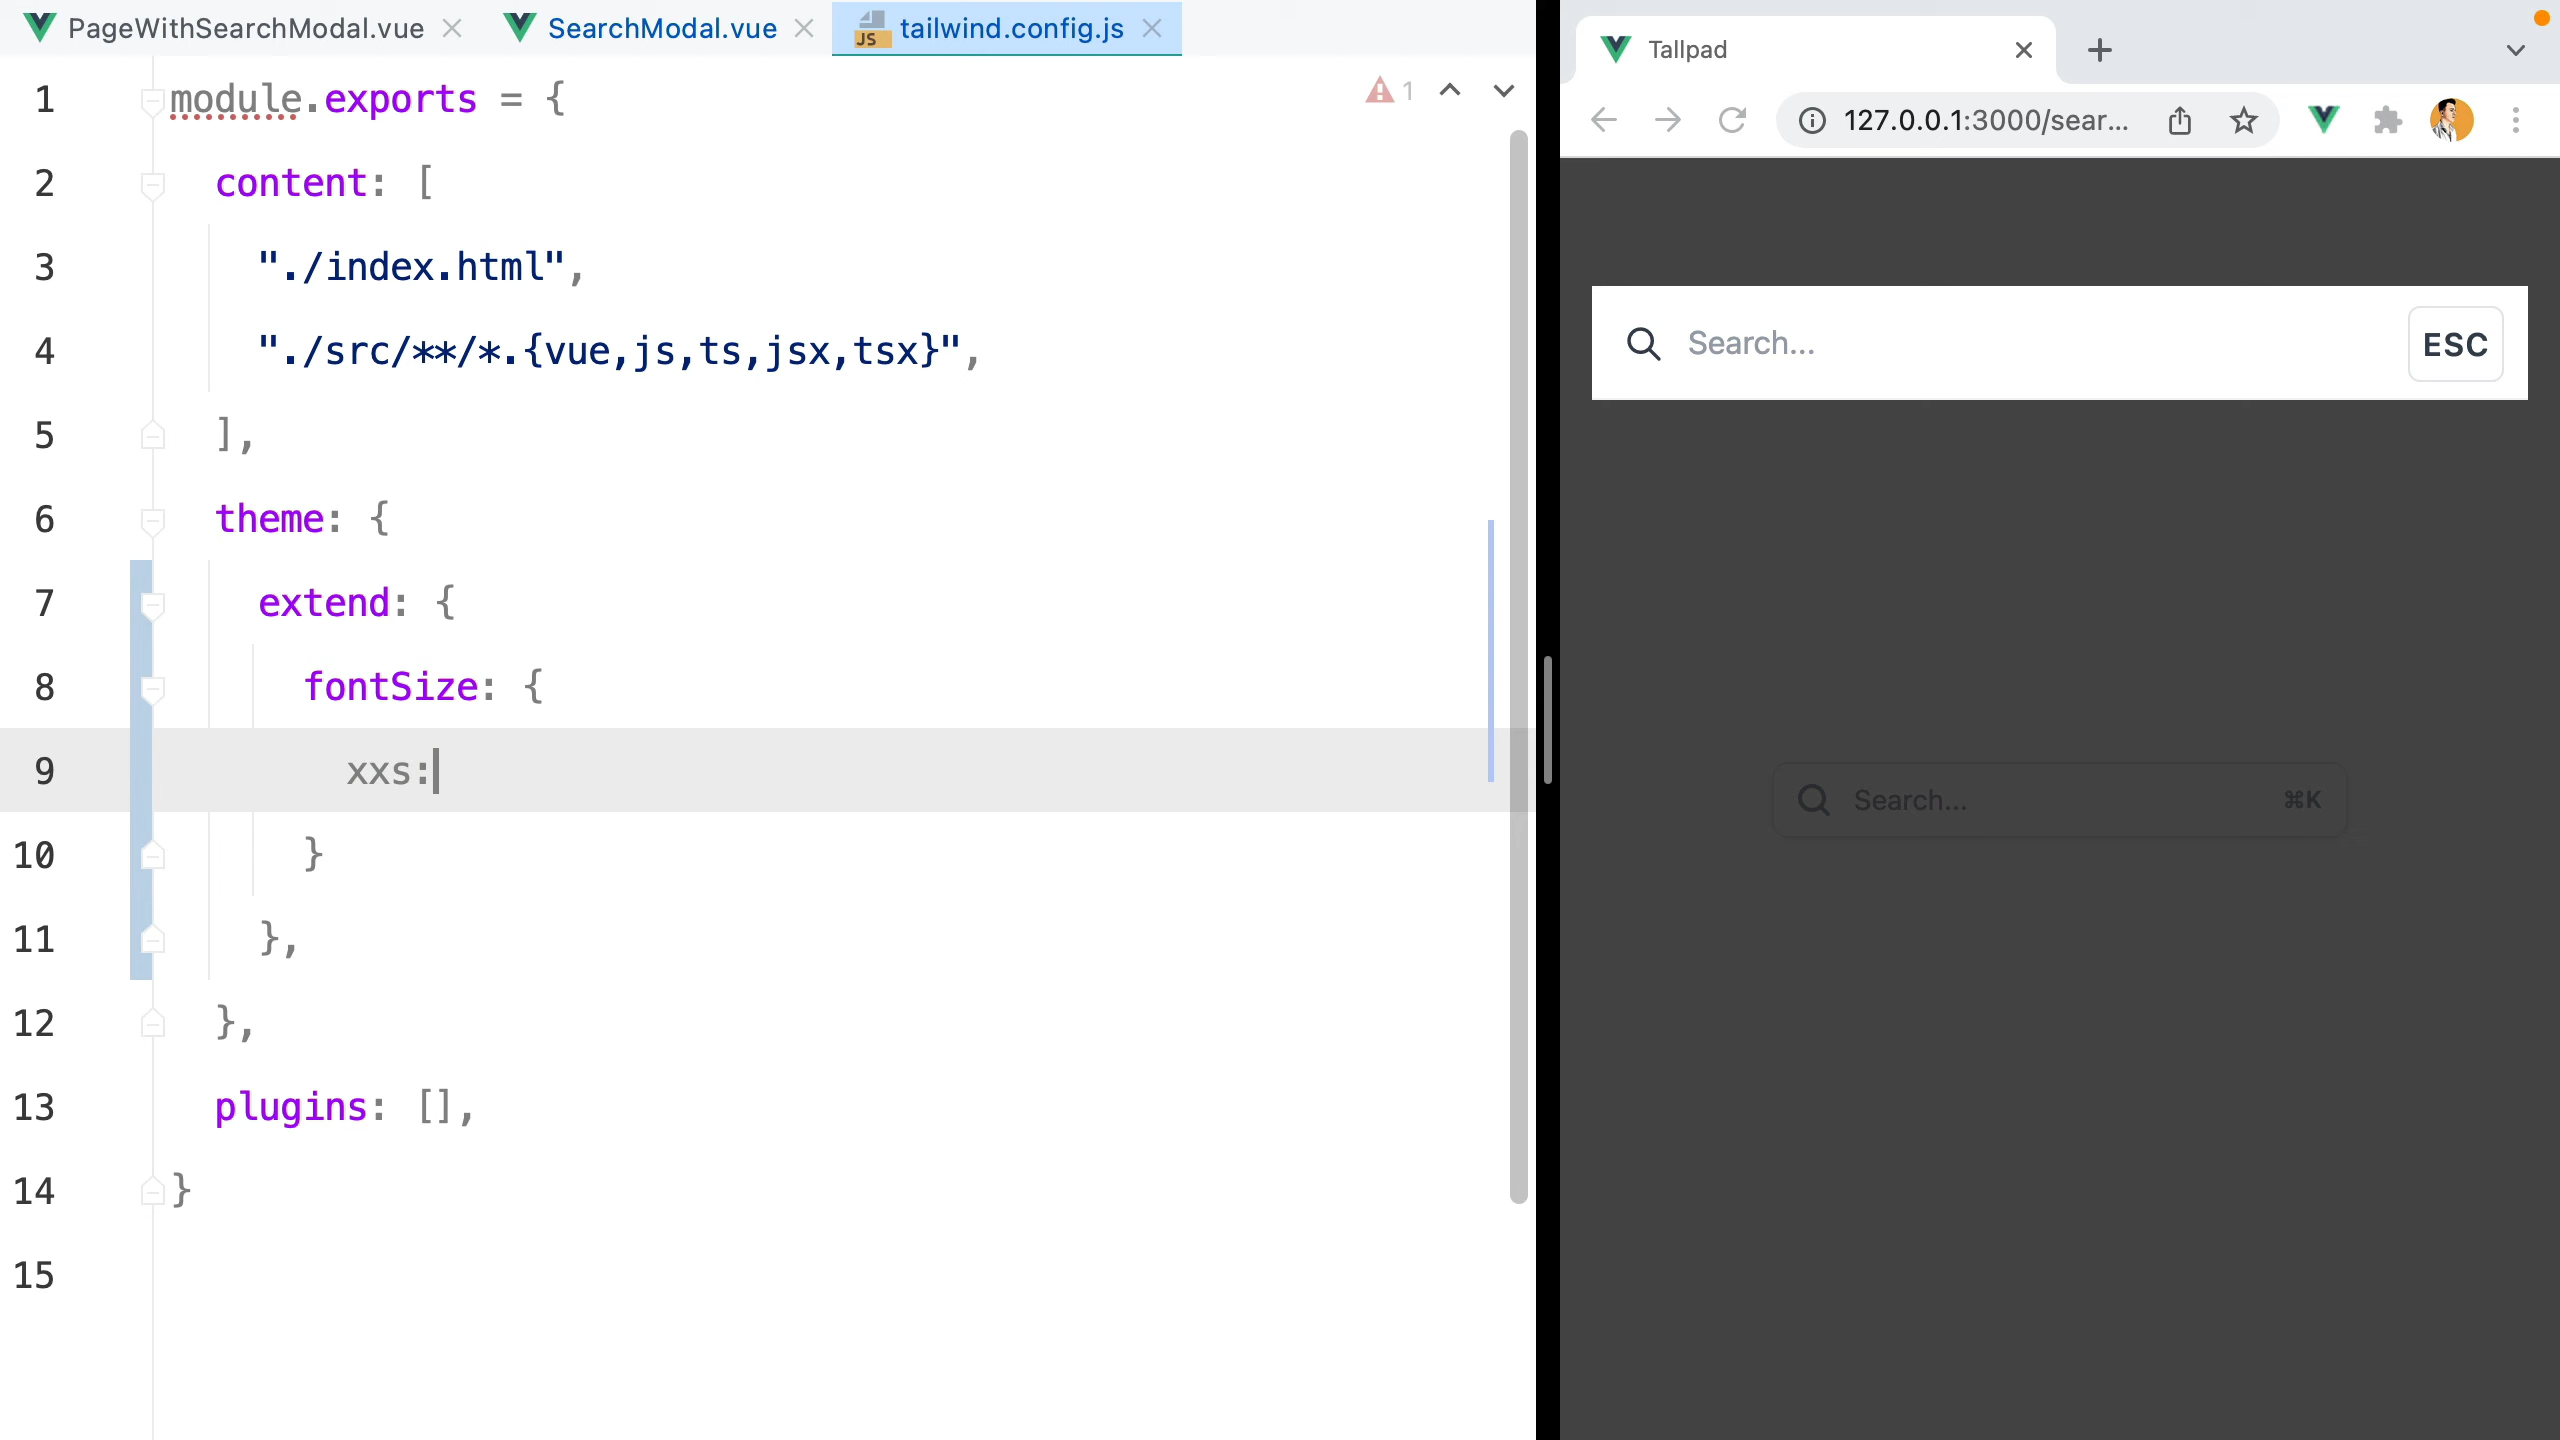 PageWithSearchModal.vue
SearchModal.vue
JS tailwind.config.js
1 module.exports = {
2 content: [
3 "./index.html",
4 "./src/**/*.{vue,js,ts,jsx,tsx}",
5 ],
6 theme: {
7 extend: {
8 fontSize: {
9 xxs:
10 }
11 },
12 },
13 plugins: [],
14 }
15
1
Tallpad
127.0.0.1:3000/sear...
Search...
ESC
Search...
⌘K